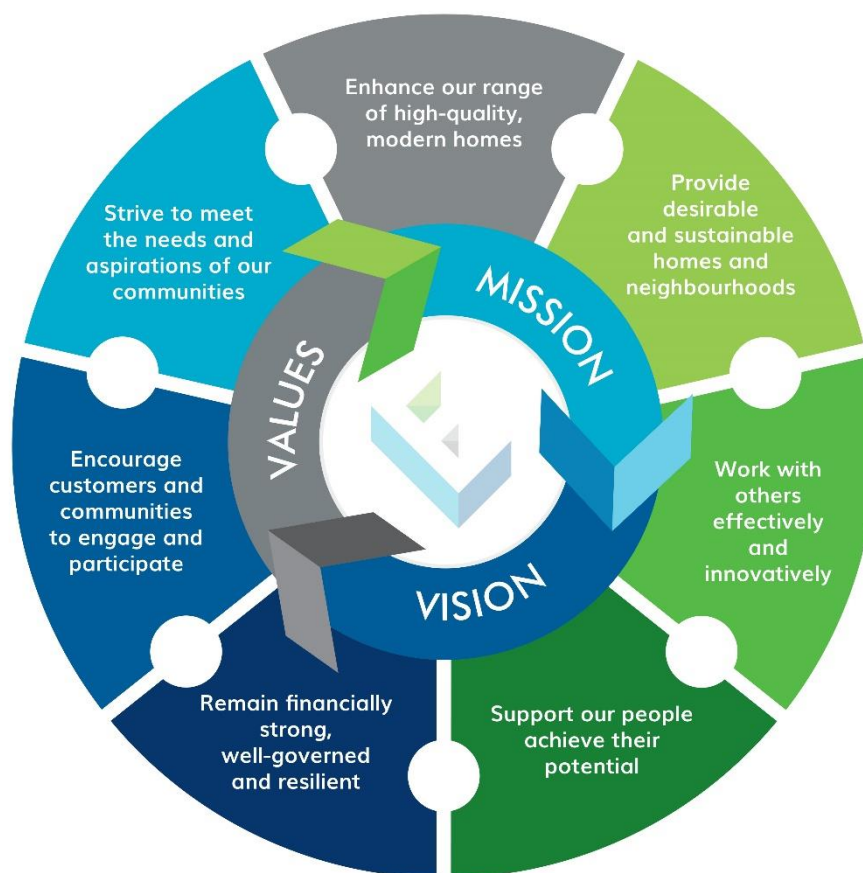 Enhance our range
of high-quality,
modern homes
Provide
desirable
and sustainable
homes and
neighbourhoods
Work with
others
effectively
and
innovatively
Support our people
achieve their
potential
Remain financially
strong,
well-governed
and resilient
Encourage
customers and
communities
to engage and
participate
Strive to meet
the needs and
aspirations of our
communities
MISSION
VISION
VALUES